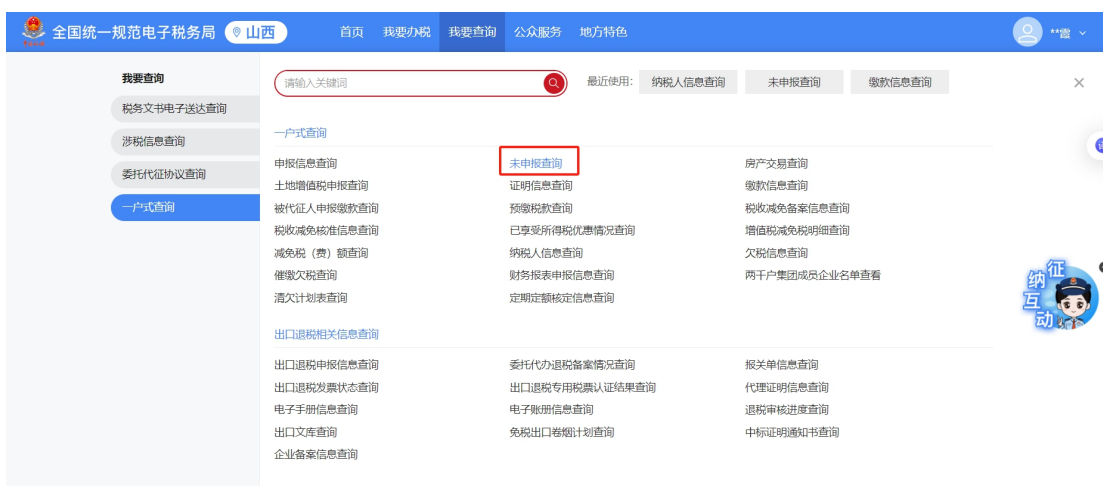 全国统一规范电子税务局 山西 首页 我要办税 我要查询 公众服务 地方特色 **霞
我要查询
税务文书电子送达查询
涉税信息查询
委托代征协议查询
一户式查询
请输入关键词 最近使用: 纳税人信息查询 未申报查询 缴款信息查询
一户式查询
申报信息查询 未申报查询 房产交易查询
土地增值税申报查询 证明信息查询 缴款信息查询
被代征人申报缴款查询 预缴税款查询 税收减免备案信息查询
税收减免核准信息查询 已享受所得税优惠情况查询 增值税减免税明细查询
减免税（费）额查询 纳税人信息查询 欠税信息查询
催缴欠税查询 财务报表申报信息查询 两千户集团成员企业名单查看
清欠计划表查询 定期定额核定信息查询
出口退税相关信息查询
出口退税申报信息查询 委托代办退税备案情况查询 报关单信息查询
出口退税发票状态查询 出口退税专用税票认证结果查询 代理证明信息查询
电子手册信息查询 电子账册信息查询 退税审核进度查询
出口文库查询 免税出口卷烟计划查询 中标证明通知书查询
企业备案信息查询
征纳互动